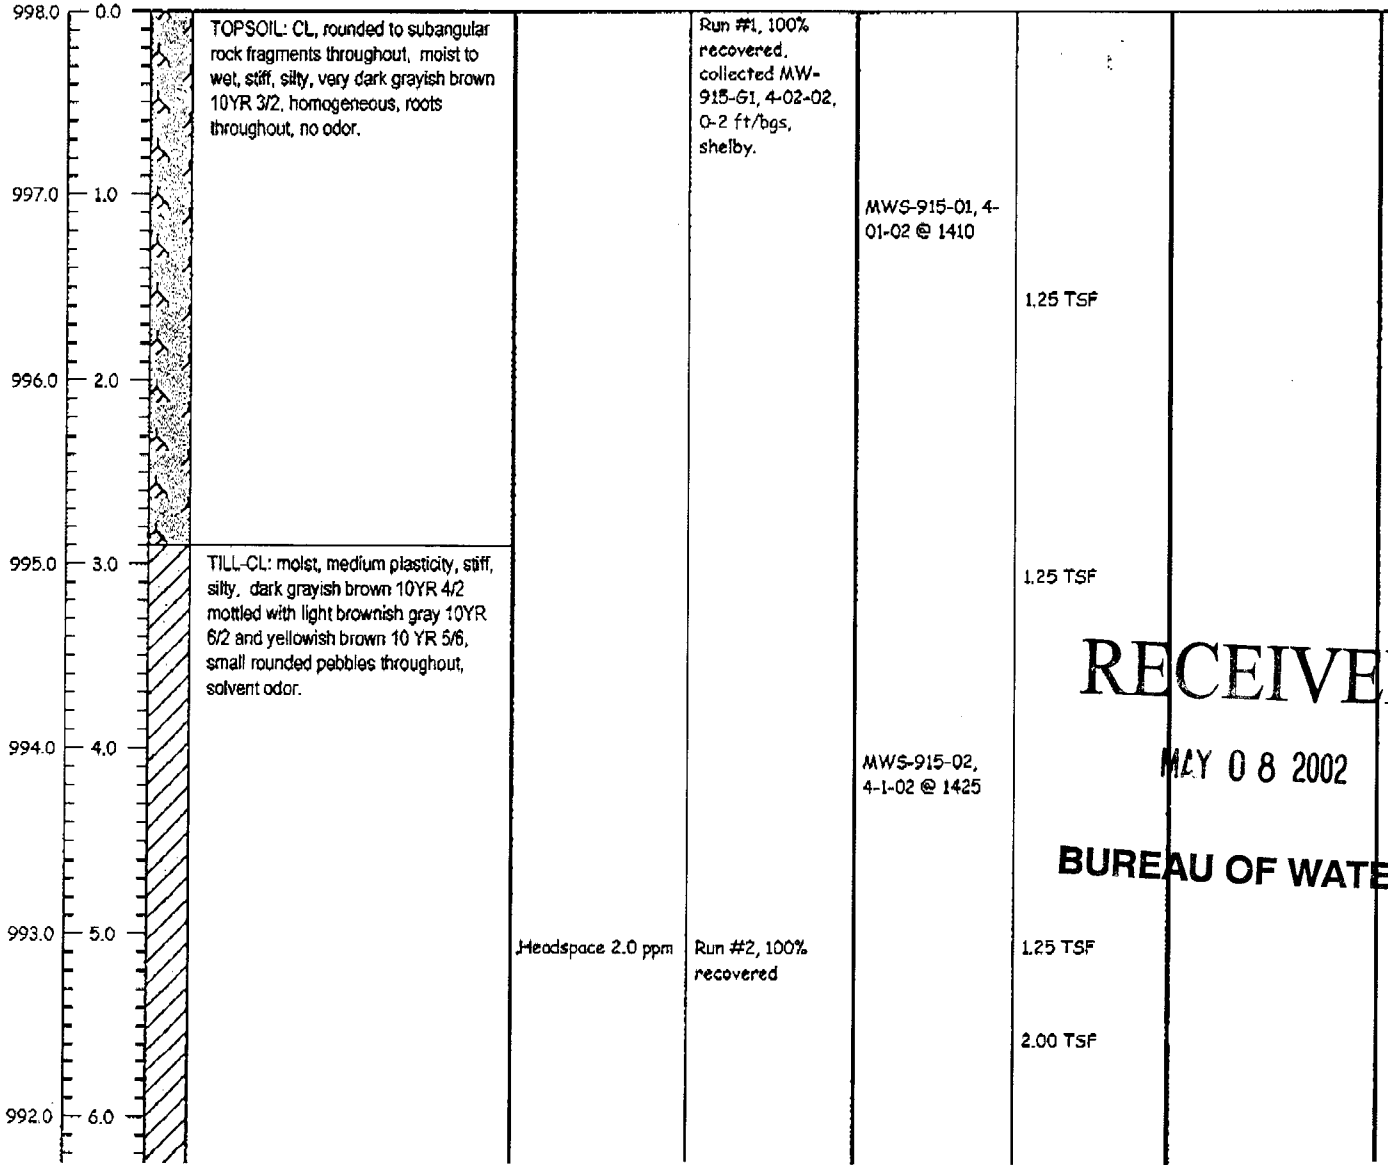 998.0 0.0
TOPSOIL: CL, rounded to subangular
rock fragments throughout, moist to
wet, stiff, silty, very dark grayish brown
10YR 3/2, homogeneous, roots
throughout, no odor.
Run #1, 100%
recovered,
collected MW-
915-G1, 4-02-02,
0-2 ft/bgs,
shelby.
997.0 1.0
MWS-915-01, 4-
01-02 @ 1410
1.25 TSF
996.0 2.0
995.0 3.0
TILL-CL: moist, medium plasticity, stiff,
silty, dark grayish brown 10YR 4/2
mottled with light brownish gray 10YR
6/2 and yellowish brown 10 YR 5/6,
small rounded pebbles throughout,
solvent odor.
1.25 TSF
RECEIVE
994.0 4.0
MWS-915-02,
4-1-02 @ 1425
MAY 08 2002
BUREAU OF WATE
993.0 5.0
Headspace 2.0 ppm
Run #2, 100%
recovered
1.25 TSF
2.00 TSF
992.0 6.0